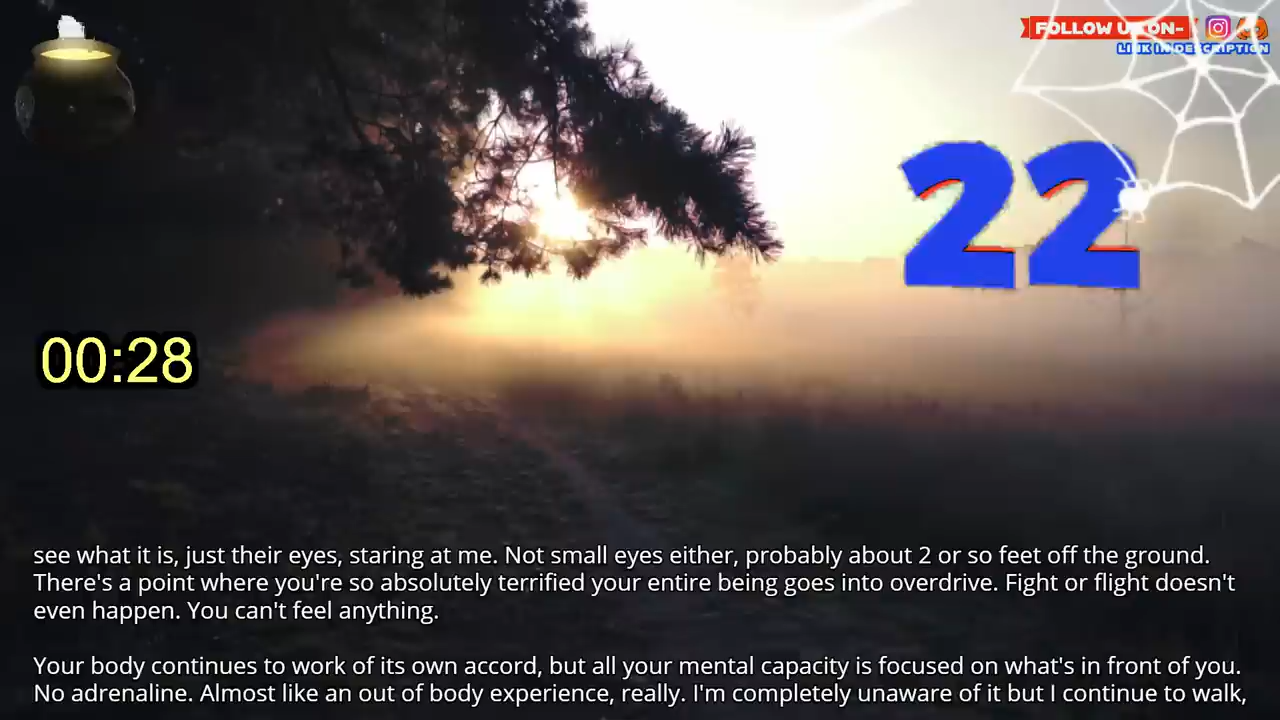 FOLLOW US ON-
LINK IN DESCRIPTION
22
00:28
see what it is, just their eyes, staring at me. Not small eyes either, probably about 2 or so feet off the ground.
There's a point where you're so absolutely terrified your entire being goes into overdrive. Fight or flight doesn't
even happen. You can't feel anything.
Your body continues to work of its own accord, but all your mental capacity is focused on what's in front of you.
No adrenaline. Almost like an out of body experience, really. I'm completely unaware of it but I continue to walk,